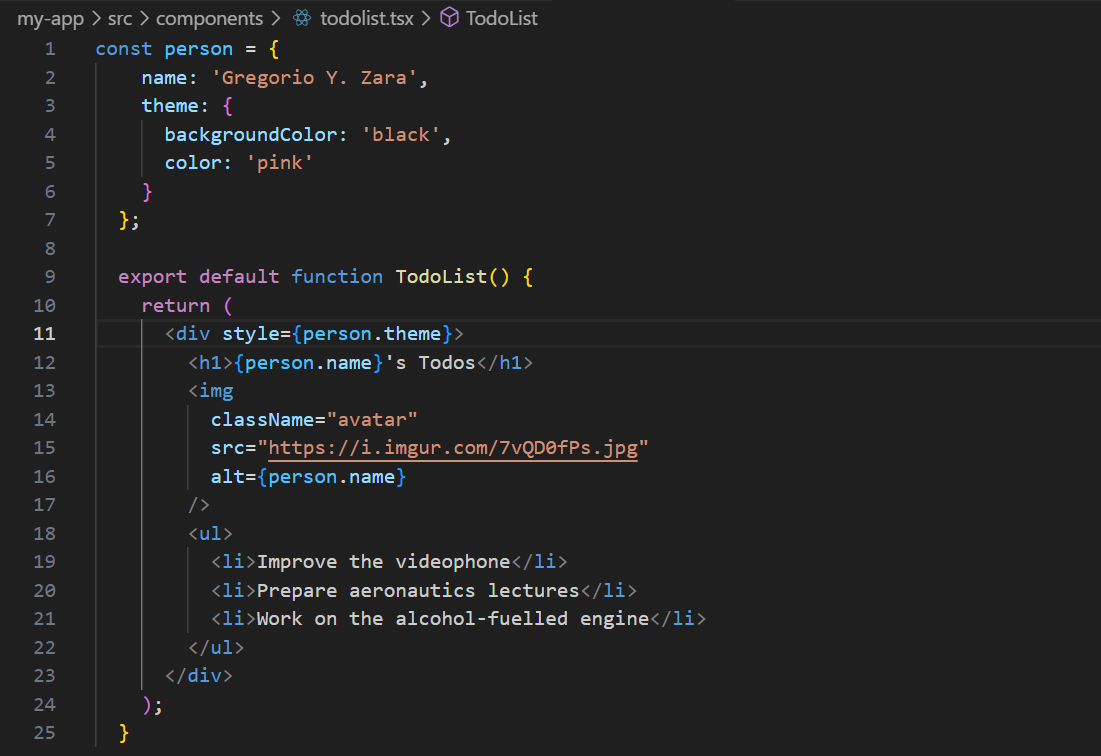 my-app > src > components > todolist.tsx > TodoList
1 const person = {
2     name: 'Gregorio Y. Zara',
3     theme: {
4       backgroundColor: 'black',
5       color: 'pink'
6     }
7   };
8
9   export default function TodoList() {
10     return (
11       <div style={person.theme}>
12         <h1>{person.name}'s Todos</h1>
13         <img
14           className="avatar"
15           src="https://i.imgur.com/7vQD0fPs.jpg"
16           alt={person.name}
17         />
18         <ul>
19           <li>Improve the videophone</li>
20           <li>Prepare aeronautics lectures</li>
21           <li>Work on the alcohol-fuelled engine</li>
22         </ul>
23       </div>
24     );
25   }